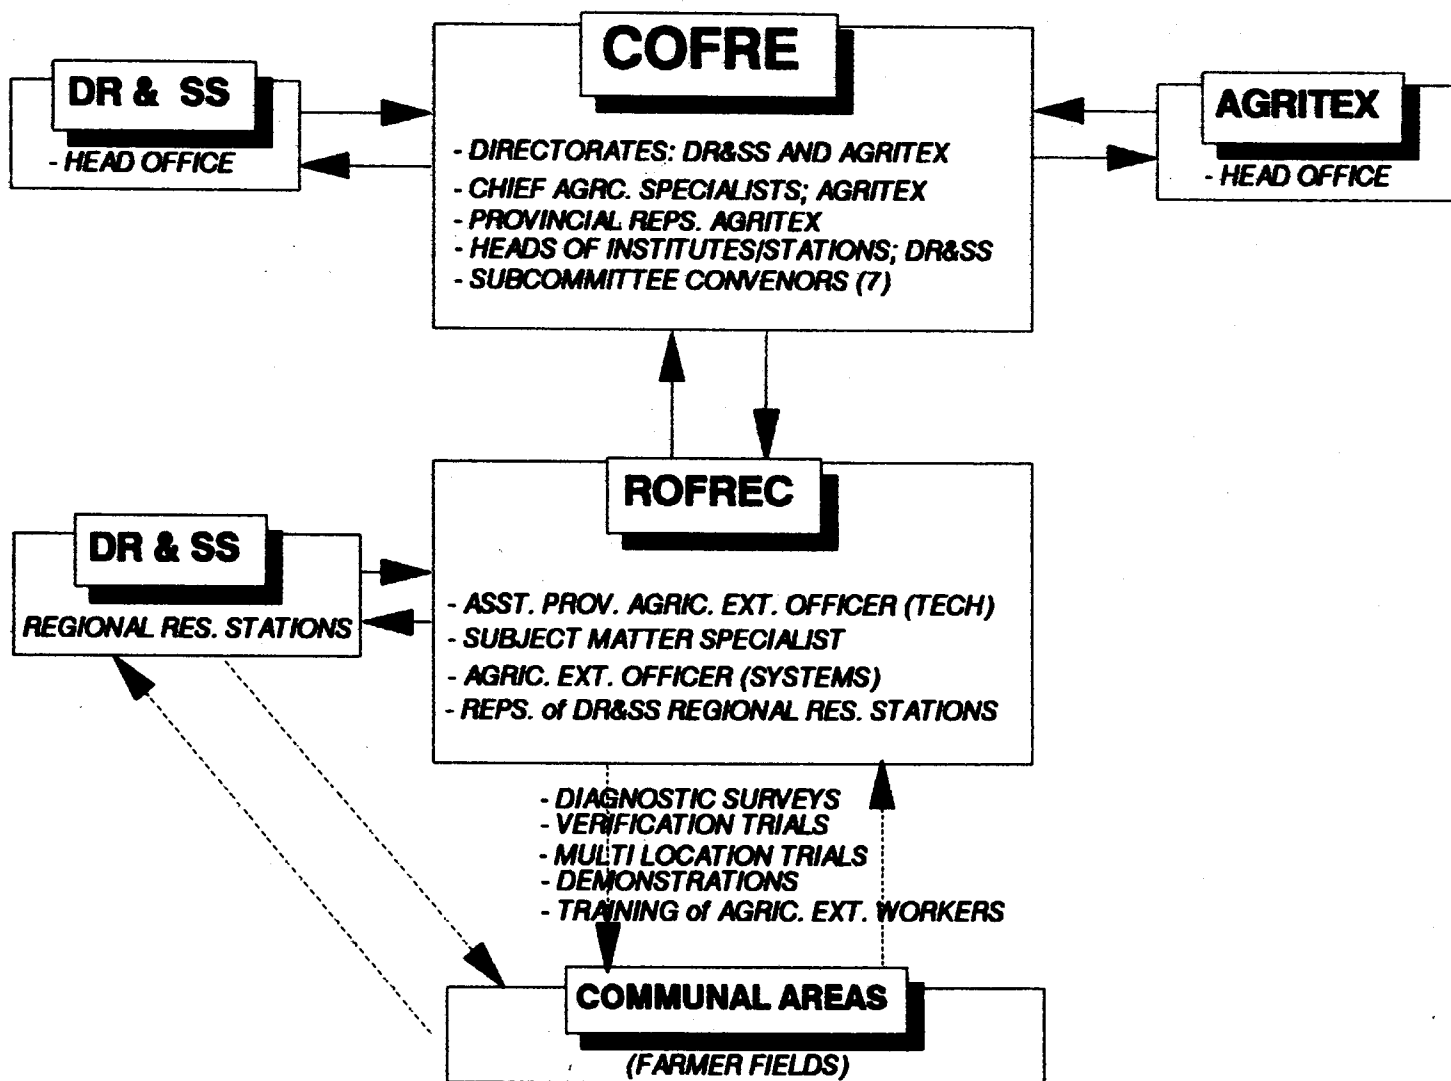 COFRE
DR & SS
- HEAD OFFICE
AGRITEX
- HEAD OFFICE
- DIRECTORATES: DR&SS AND AGRITEX
- CHIEF AGRC. SPECIALISTS; AGRITEX
- PROVINCIAL REPS. AGRITEX
- HEADS OF INSTITUTES/STATIONS; DR&SS
- SUBCOMMITTEE CONVENORS (7)
ROFREC
DR & SS
REGIONAL RES. STATIONS
- ASST. PROV. AGRIC. EXT. OFFICER (TECH)
- SUBJECT MATTER SPECIALIST
- AGRIC. EXT. OFFICER (SYSTEMS)
- REPS. of DR&SS REGIONAL RES. STATIONS
- DIAGNOSTIC SURVEYS
- VERIFICATION TRIALS
- MULTI LOCATION TRIALS
- DEMONSTRATIONS
- TRAINING of AGRIC. EXT. WORKERS
COMMUNAL AREAS
(FARMER FIELDS)